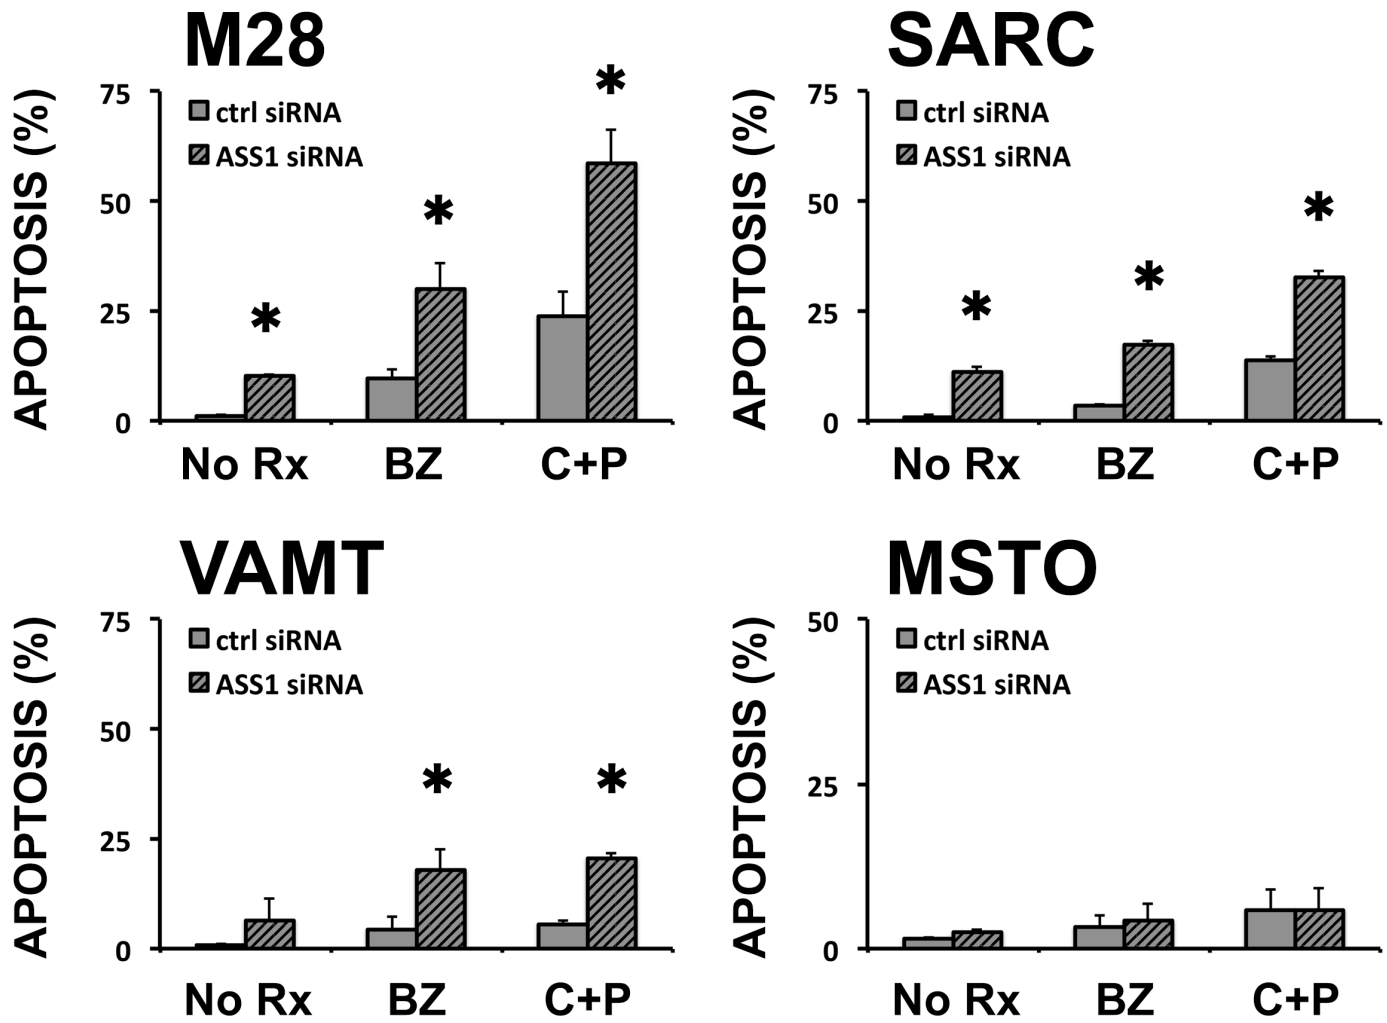 M28
APOPTOSIS (%)
75
50
25
0
ctrl siRNA
ASS1 siRNA
*
*
*
No Rx
BZ
C+P
SARC
APOPTOSIS (%)
75
50
25
0
ctrl siRNA
ASS1 siRNA
*
*
*
No Rx
BZ
C+P
VAMT
APOPTOSIS (%)
75
50
25
0
ctrl siRNA
ASS1 siRNA
*
*
No Rx
BZ
C+P
MSTO
APOPTOSIS (%)
50
25
0
ctrl siRNA
ASS1 siRNA
No Rx
BZ
C+P